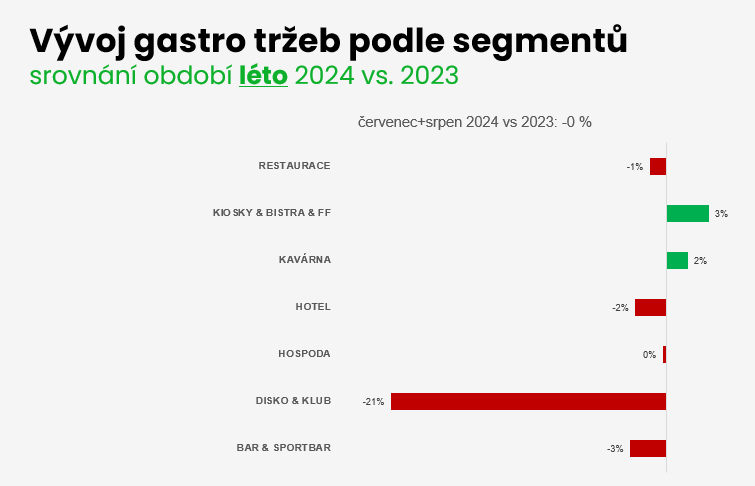 Vývoj gastro tržeb podle segmentů
srovnání období léto 2024 vs. 2023
červenec+srpen 2024 vs 2023: -0 %
RESTAURACE -1%
KIOSKY & BISTRA & FF 3%
KAVÁRNA 2%
HOTEL -2%
HOSPODA 0%
DISKO & KLUB -21%
BAR & SPORTBAR -3%